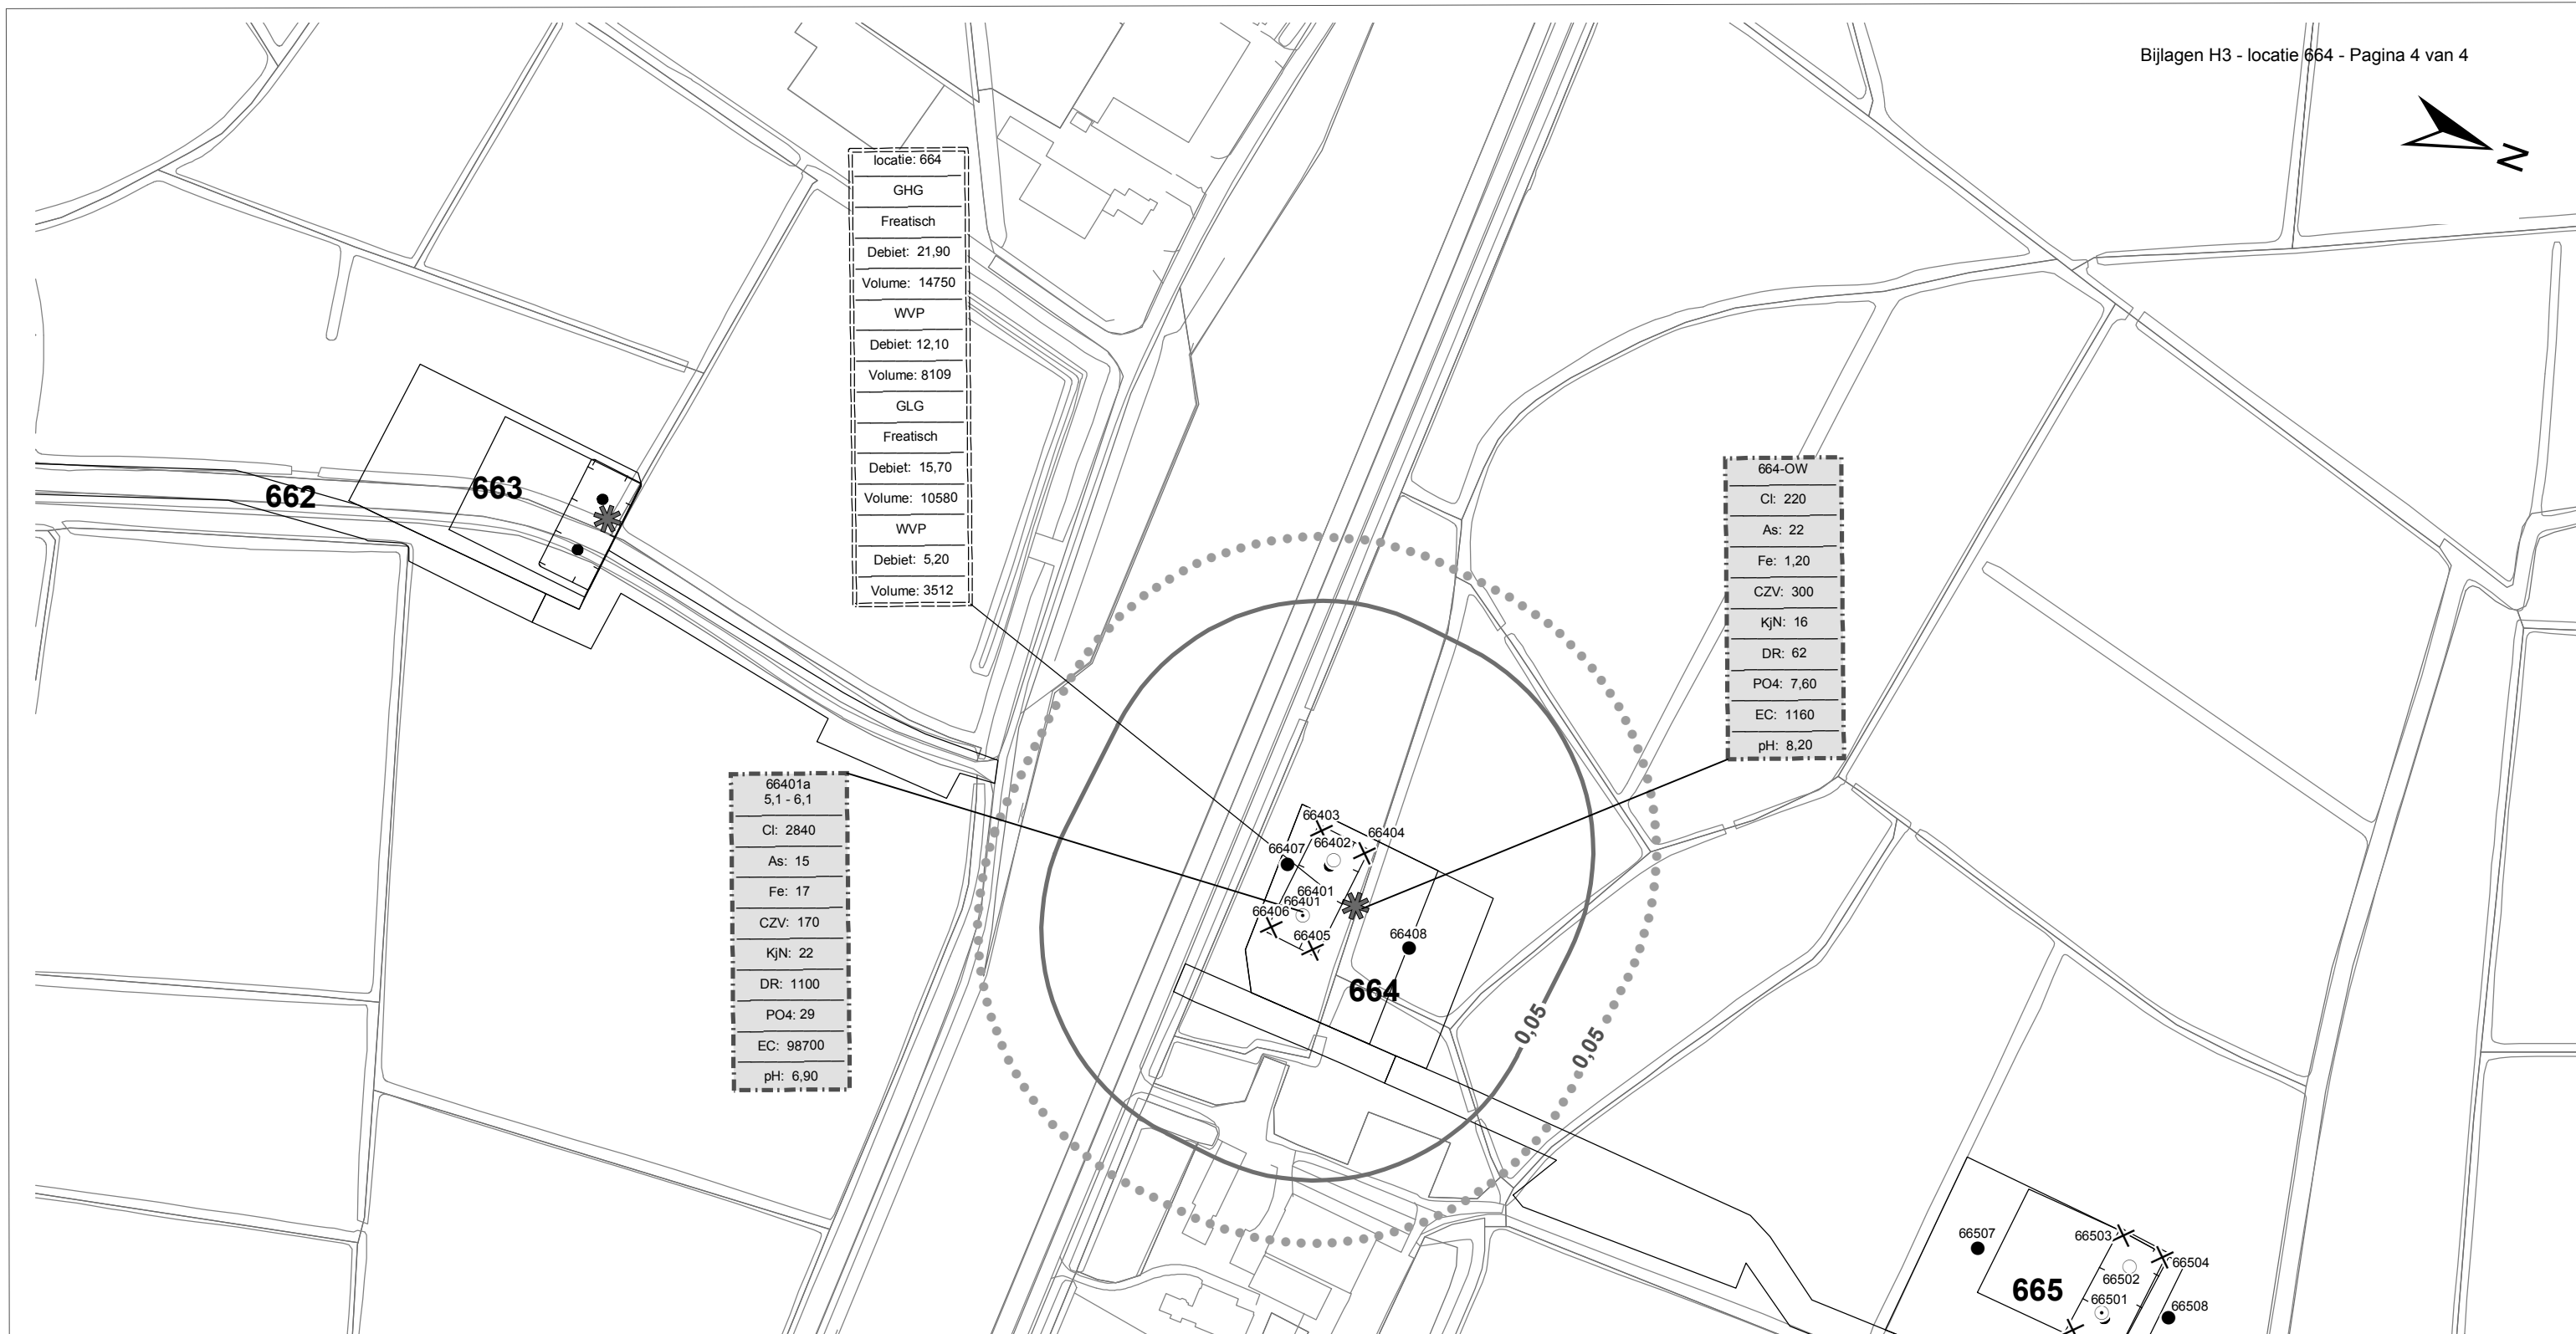 Bijlagen H3 - locatie 664 - Pagina 4 van 4
N
locatie: 664
GHG
Freatisch
Debiet: 21,90
Volume: 14750
WVP
Debiet: 12,10
Volume: 8109
GLG
Freatisch
Debiet: 15,70
Volume: 10580
WVP
Debiet: 5,20
Volume: 3512
662
663
664-OW
Cl: 220
As: 22
Fe: 1,20
CZV: 300
KjN: 16
DR: 62
PO4: 7,60
EC: 1160
pH: 8,20
66401a
5,1 - 6,1
Cl: 2840
As: 15
Fe: 17
CZV: 170
KjN: 22
DR: 1100
PO4: 29
EC: 98700
pH: 6,90
66403
66404
66402
66407
66401
66401
66406
66405
66408
664
0,05
0,05
66507
66503
66504
66502
665
66501
66508